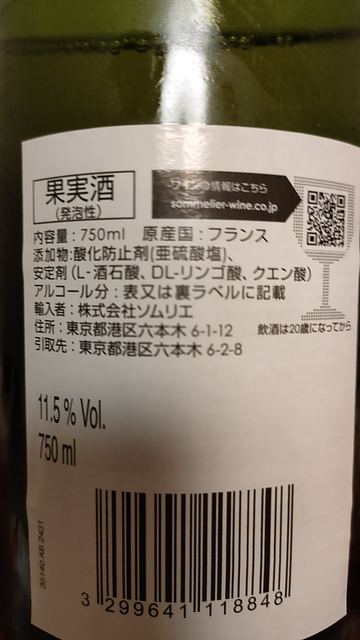 果実酒
(発泡性)
ワインの情報はこちら
sommelier-wine.co.jp
内容量：750ml　原産国：フランス
添加物：酸化防止剤(亜硫酸塩)、
安定剤(L-酒石酸、DL-リンゴ酸、クエン酸)
アルコール分：表又は裏ラベルに記載
輸入者：株式会社ソムリエ
住所：東京都港区六本木 6-1-12　飲酒は20歳になってから
引取先：東京都港区六本木 6-2-8
11.5 % Vol.
750 ml
3 299641 118848